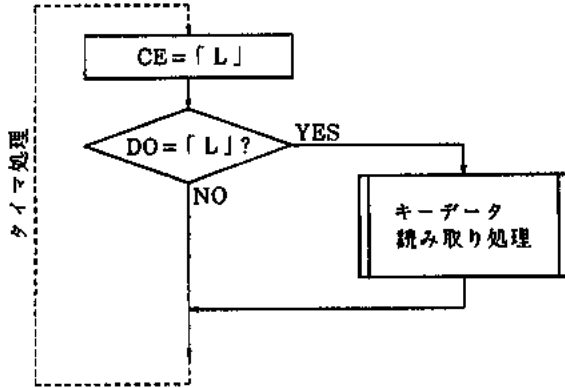 CE=「L」
DO=「L」?
YES
NO
キーデータ
読み取り処理
タイマ処理